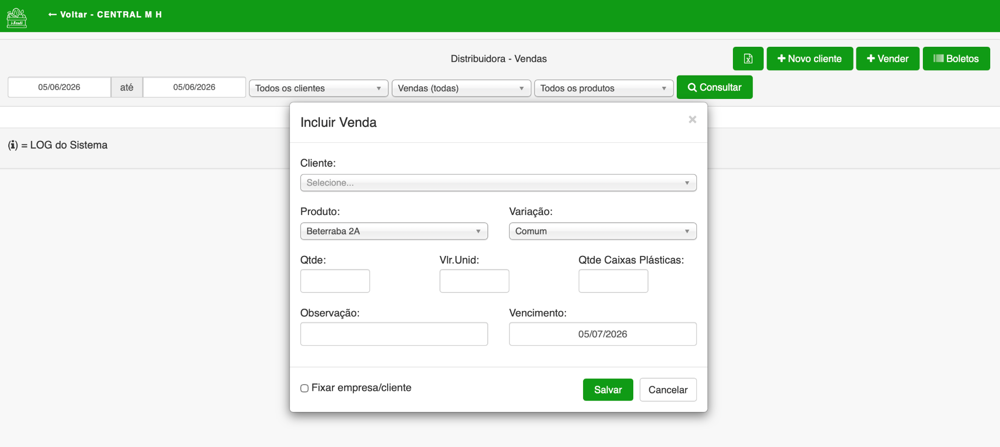 i-Fruti
← Voltar - CENTRAL M H
Distribuidora - Vendas
+ Novo cliente
+ Vender
Boletos
05/06/2026 até 05/06/2026
Todos os clientes
Vendas (todas)
Todos os produtos
Consultar
Incluir Venda
×
(i) = LOG do Sistema
Cliente:
Selecione...
Produto: Variação:
Beterraba 2A Comum
Qtde: Vlr.Unid: Qtde Caixas Plásticas:
Observação: Vencimento:
05/07/2026
Fixar empresa/cliente
Salvar
Cancelar